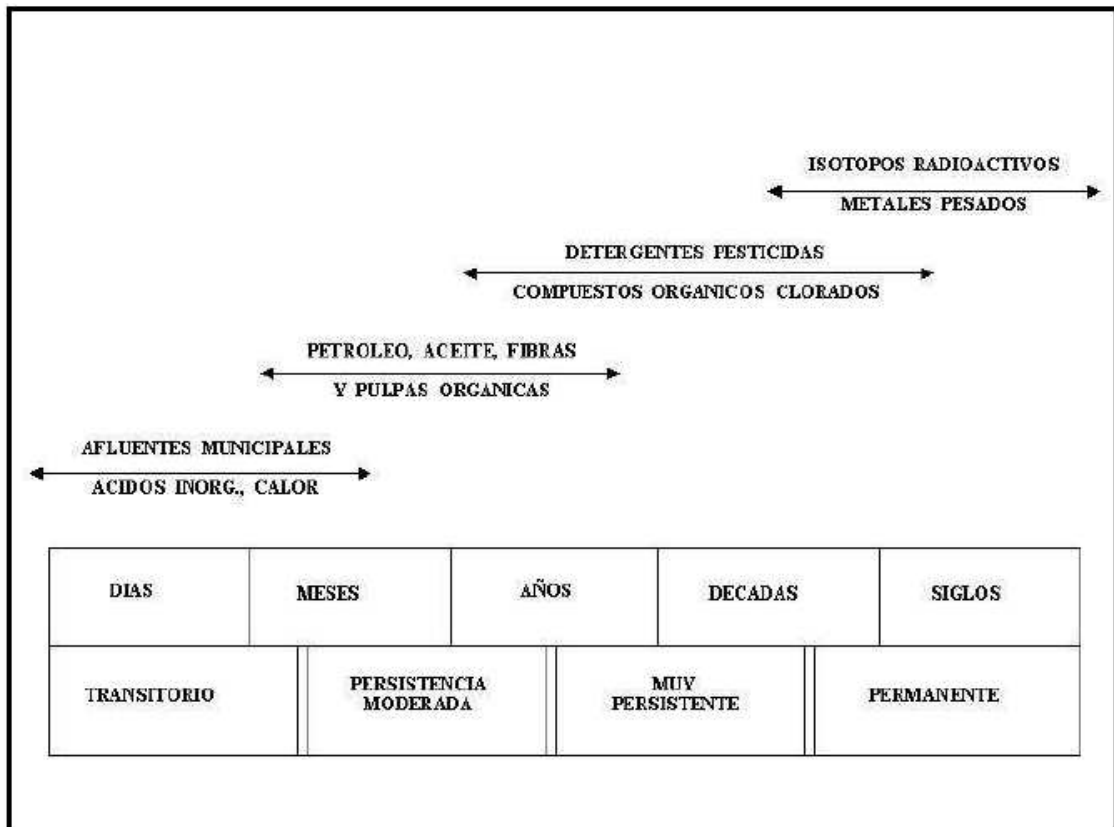 ISOTOPOS RADIOACTIVOS
METALES PESADOS
DETERGENTES PESTICIDAS
COMPUESTOS ORGANICOS CLORADOS
PETROLEO, ACEITE, FIBRAS
Y PULPAS ORGANICAS
AFLUENTES MUNICIPALES
ACIDOS INORG., CALOR
DIAS MESES AÑOS DECADAS SIGLOS
TRANSITORIO PERSISTENCIA MODERADA MUY PERSISTENTE PERMANENTE